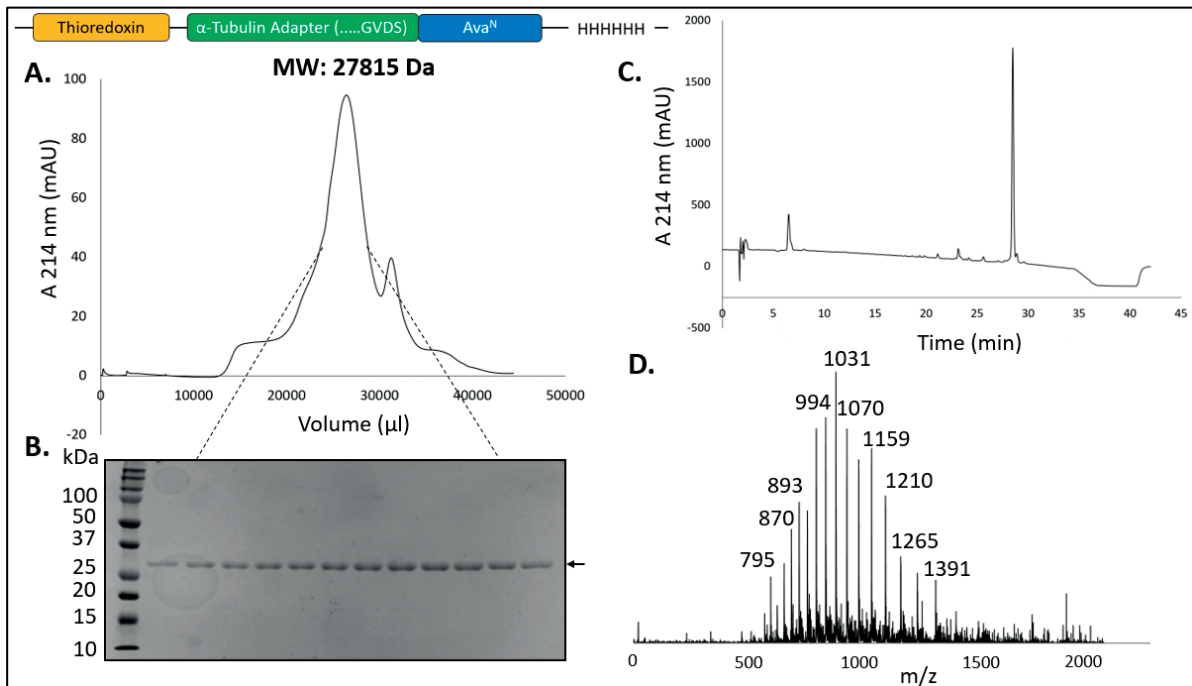 Thioredoxin
α-Tubulin Adapter (.....GVDS)
Ava^N
HHHHHH
A.
MW: 27815 Da
100
80
60
40
20
0
-20
A 214 nm (mAU)
0 10000 20000 30000 40000 50000
Volume (µl)
B.
kDa
100
50
37
25
20
15
10
C.
2000
1500
1000
500
0
-500
A 214 nm (mAU)
0 5 10 15 20 25 30 35 40 45
Time (min)
D.
1031
994
1070
1159
893
1210
870
1265
795
1391
0 500 1000 1500 2000
m/z